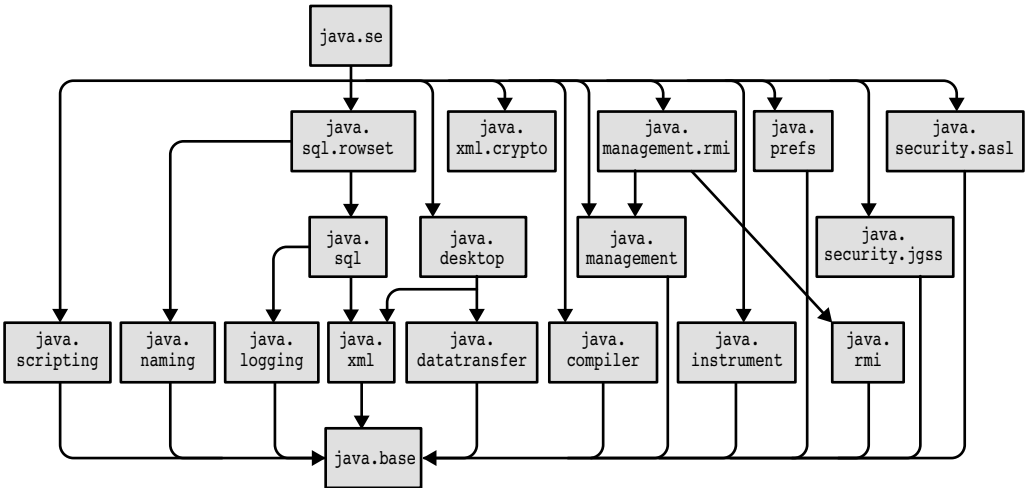 java.se
java.
sql.rowset
java.
xml.crypto
java.
management.rmi
java.
prefs
java.
security.sasl
java.
sql
java.
desktop
java.
management
java.
security.jgss
java.
scripting
java.
naming
java.
logging
java.
xml
java.
datatransfer
java.
compiler
java.
instrument
java.
rmi
java.base